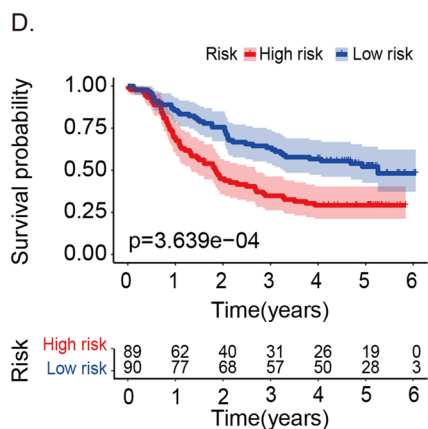 D.
Risk High risk Low risk
Survival probability
1.00
0.75
0.50
0.25
0.00
p=3.639e−04
0 1 2 3 4 5 6
Time(years)
Risk
High risk 89 62 40 31 26 19 0
Low risk 90 77 68 57 50 28 3
0 1 2 3 4 5 6
Time(years)